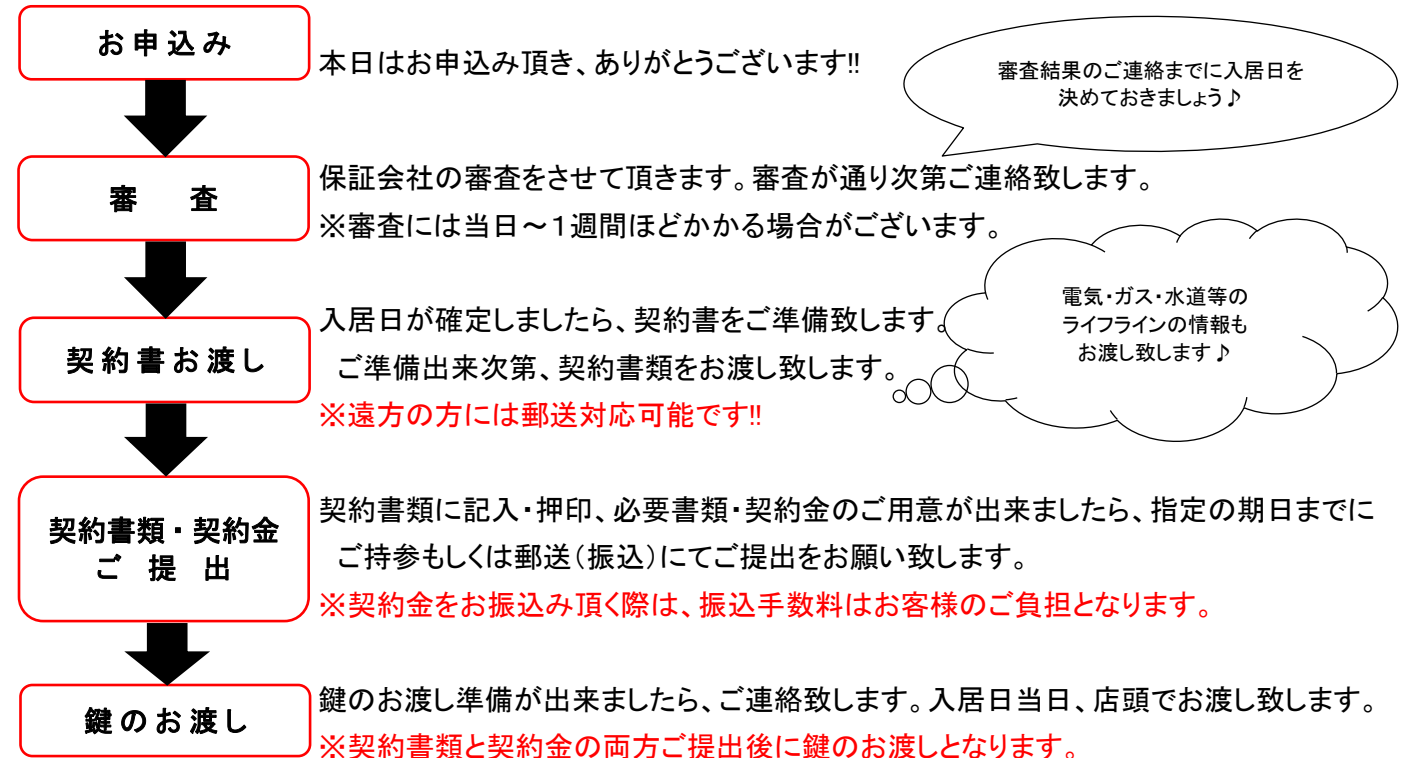 お申込み
本日はお申込み頂き、ありがとうございます!!
審査結果のご連絡までに入居日を
決めておきましょう♪
審　査
保証会社の審査をさせて頂きます。審査が通り次第ご連絡致します。
※審査には当日～１週間ほどかかる場合がございます。
契約書お渡し
入居日が確定しましたら、契約書をご準備致します。
ご準備出来次第、契約書類をお渡し致します。
※遠方の方には郵送対応可能です!!
電気・ガス・水道等の
ライフラインの情報も
お渡し致します♪
契約書類・契約金
ご　提　出
契約書類に記入・押印、必要書類・契約金のご用意が出来ましたら、指定の期日までに
ご持参もしくは郵送（振込）にてご提出をお願い致します。
※契約金をお振込み頂く際は、振込手数料はお客様のご負担となります。
鍵のお渡し
鍵のお渡し準備が出来ましたら、ご連絡致します。入居日当日、店頭でお渡し致します。
※契約書類と契約金の両方ご提出後に鍵のお渡しとなります。